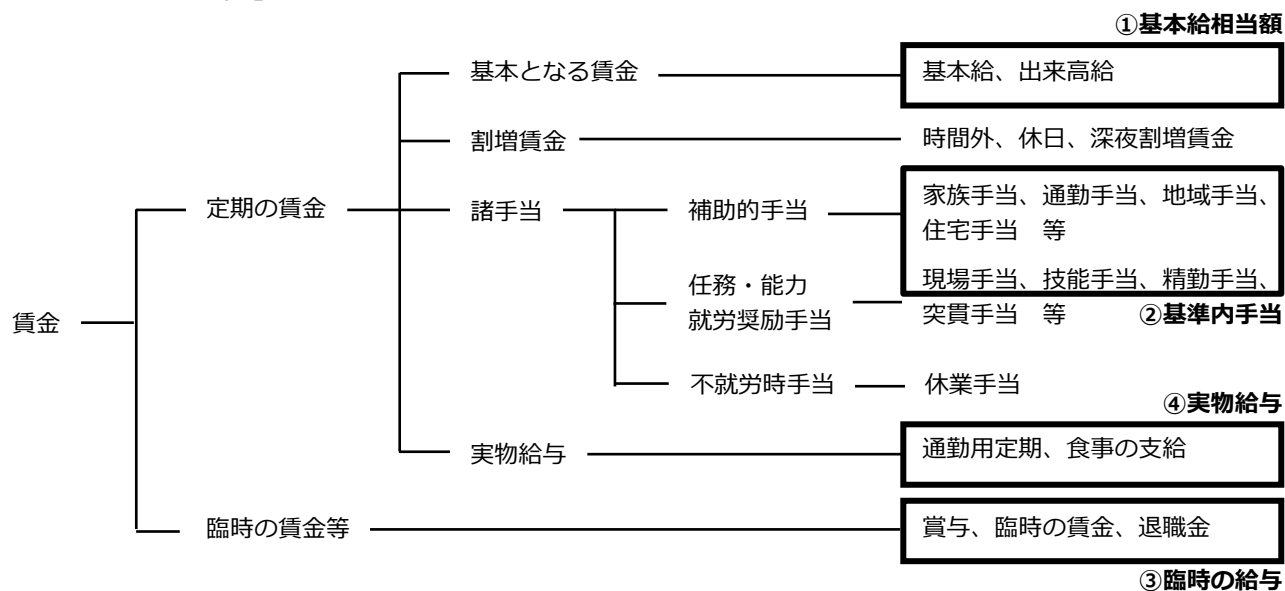 ①基本給相当額
基本となる賃金
基本給、出来高給
割増賃金
時間外、休日、深夜割増賃金
賃金
定期の賃金
諸手当
補助的手当
家族手当、通勤手当、地域手当、
住宅手当　等
任務・能力
就労奨励手当
現場手当、技能手当、精勤手当、
突貫手当　等
②基準内手当
不就労時手当
休業手当
④実物給与
実物給与
通勤用定期、食事の支給
臨時の賃金等
賞与、臨時の賃金、退職金
③臨時の給与